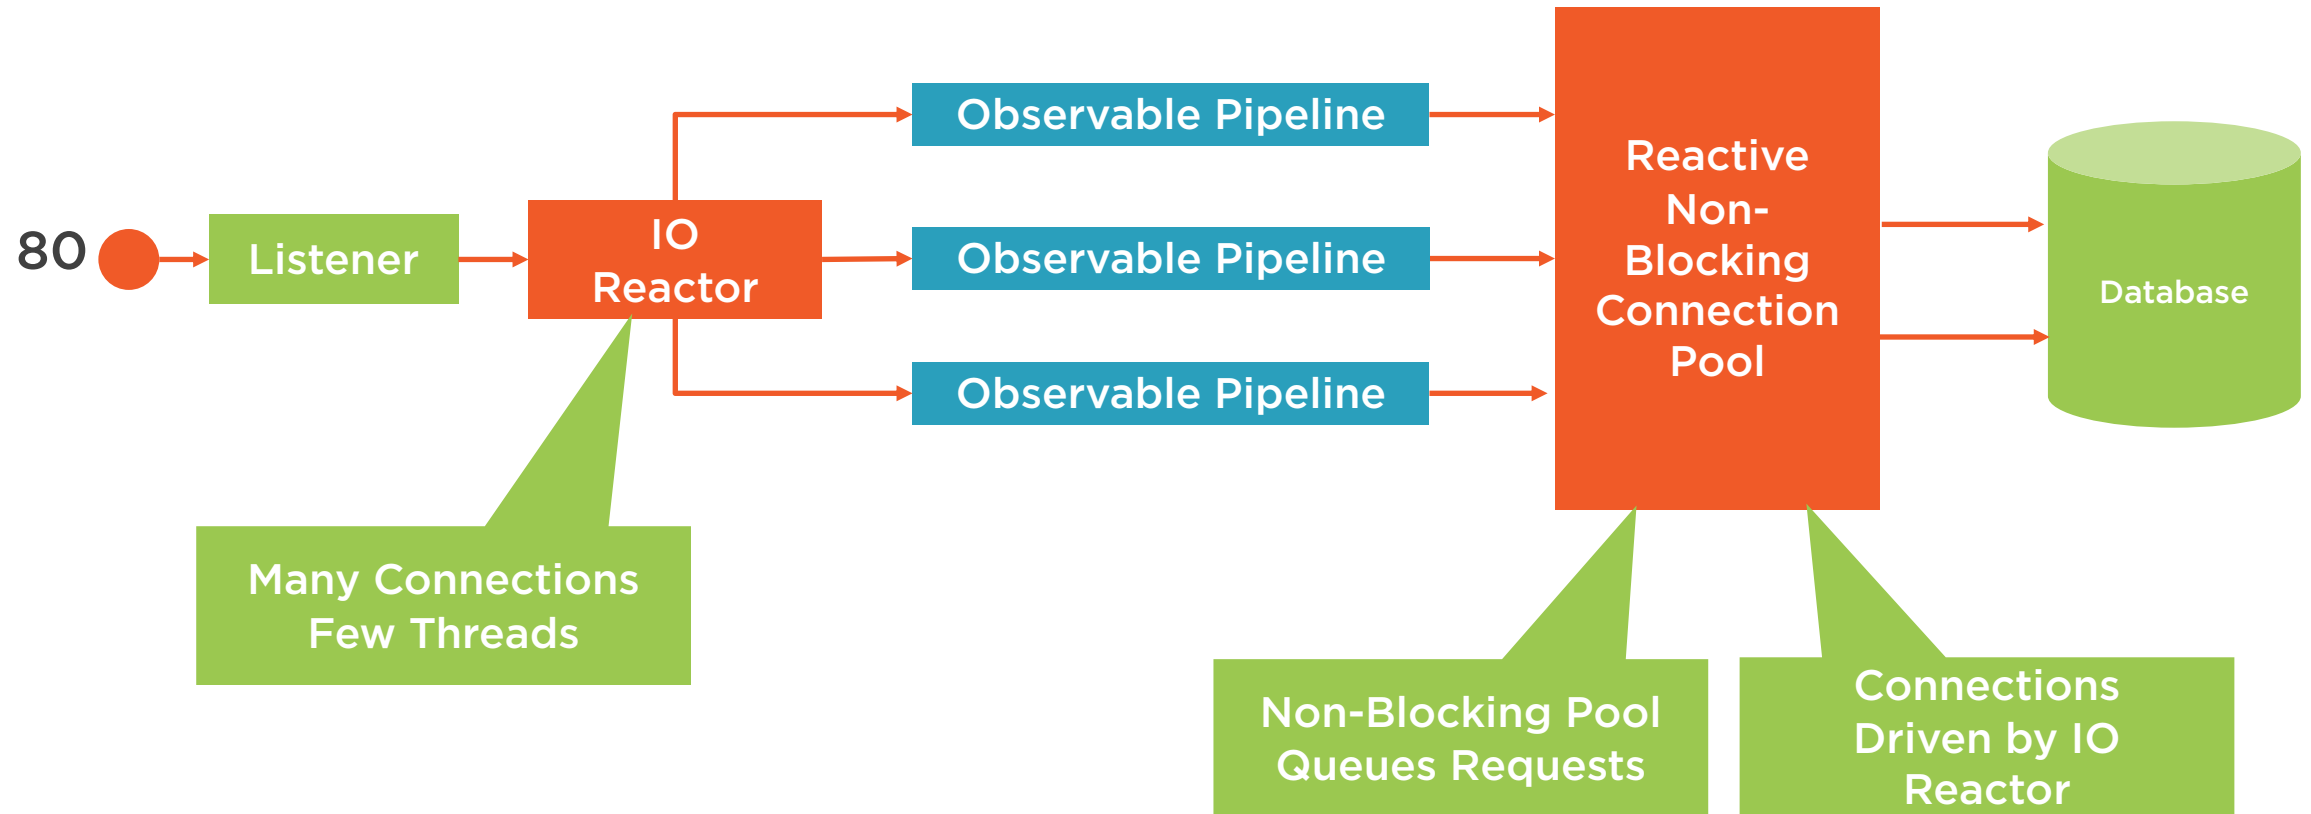 80
Listener
IO
Reactor
Observable Pipeline
Observable Pipeline
Observable Pipeline
Reactive
Non-
Blocking
Connection
Pool
Database
Many Connections
Few Threads
Non-Blocking Pool
Queues Requests
Connections
Driven by IO
Reactor